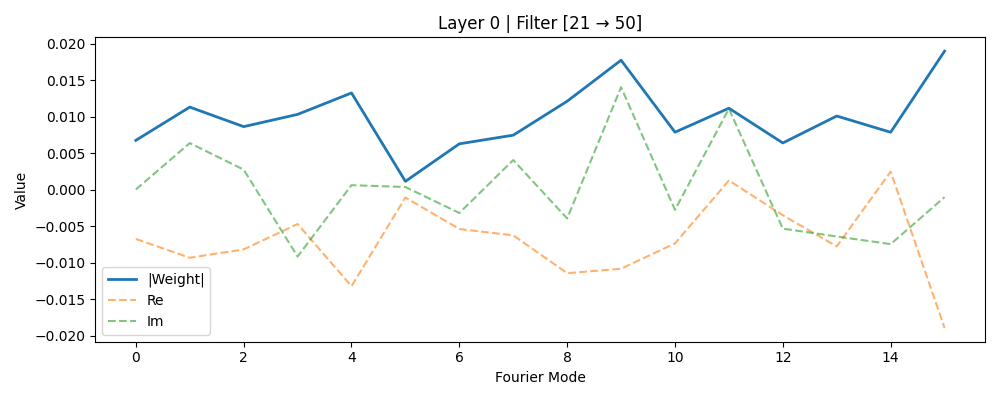 Layer 0 | Filter [21 → 50]
Value
0.020
0.015
0.010
0.005
0.000
−0.005
−0.010
−0.015
−0.020
|Weight|
Re
Im
0 2 4 6 8 10 12 14
Fourier Mode